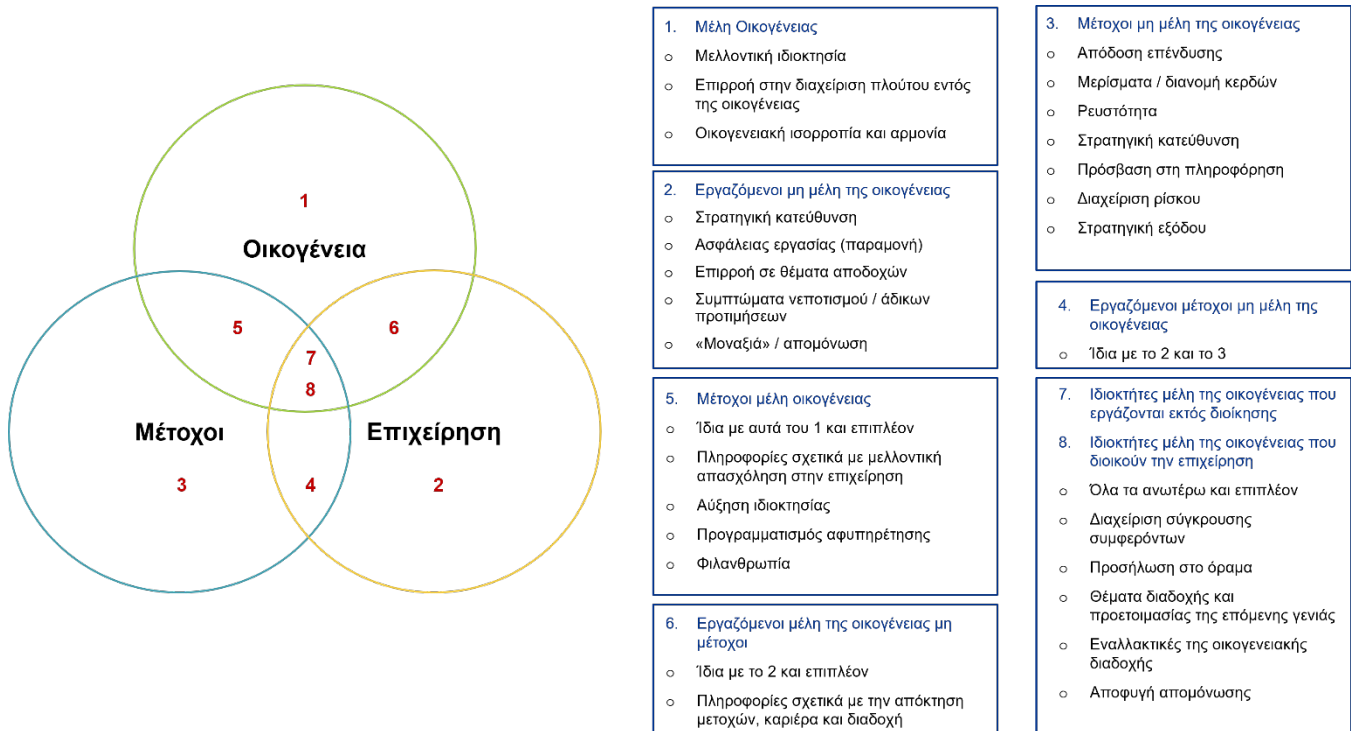 1
Οικογένεια
5
6
7
8
Μέτοχοι
Επιχείρηση
3
4
2
1. Μέλη Οικογένειας
o Μελλοντική ιδιοκτησία
o Επιρροή στην διαχείριση πλούτου εντός
της οικογένειας
o Οικογενειακή ισορροπία και αρμονία
2. Εργαζόμενοι μη μέλη της οικογένειας
o Στρατηγική κατεύθυνση
o Ασφάλειας εργασίας (παραμονή)
o Επιρροή σε θέματα αποδοχών
o Συμπτώματα νεποτισμού / άδικων
προτιμήσεων
o «Μοναξιά» / απομόνωση
3. Μέτοχοι μη μέλη της οικογένειας
o Απόδοση επένδυσης
o Μερίσματα / διανομή κερδών
o Ρευστότητα
o Στρατηγική κατεύθυνση
o Πρόσβαση στη πληροφόρηση
o Διαχείριση ρίσκου
o Στρατηγική εξόδου
4. Εργαζόμενοι μέτοχοι μη μέλη της
οικογένειας
o Ίδια με το 2 και το 3
5. Μέτοχοι μέλη οικογένειας
o Ίδια με αυτά του 1 και επιπλέον
o Πληροφορίες σχετικά με μελλοντική
απασχόληση στην επιχείρηση
o Αύξηση ιδιοκτησίας
o Προγραμματισμός αφυπηρέτησης
o Φιλανθρωπία
6. Εργαζόμενοι μέλη της οικογένειας μη
μέτοχοι
o Ίδια με το 2 και επιπλέον
o Πληροφορίες σχετικά με την απόκτηση
μετοχών, καριέρα και διαδοχή
7. Ιδιοκτήτες μέλη της οικογένειας που
εργάζονται εκτός διοίκησης
8. Ιδιοκτήτες μέλη της οικογένειας που
διοικούν την επιχείρηση
o Όλα τα ανωτέρω και επιπλέον
o Διαχείριση σύγκρουσης
συμφερόντων
o Προσήλωση στο όραμα
o Θέματα διαδοχής και
προετοιμασίας της επόμενης γενιάς
o Εναλλακτικές της οικογενειακής
διαδοχής
o Αποφυγή απομόνωσης